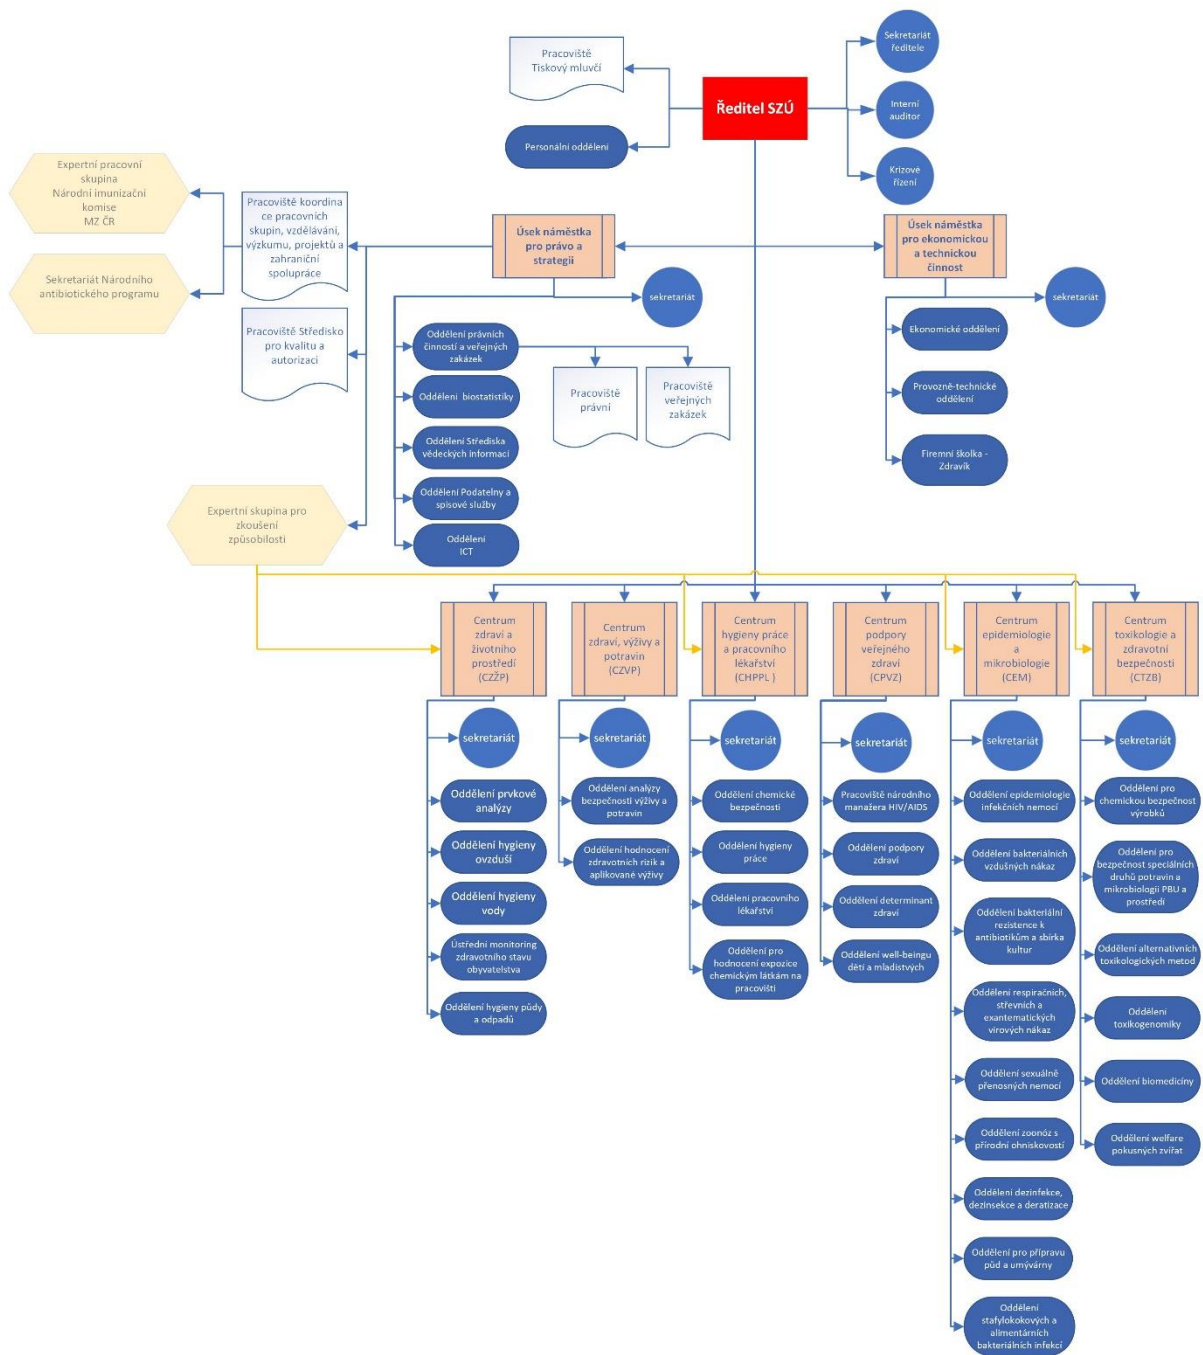 Pracoviště
Tiskový mluvčí
Ředitel SZÚ
Sekretariát
ředitele
Interní
auditor
Personální oddělení
Krizové
řízení
Expertní pracovní
skupina
Národní imunizační
komise
MZ ČR
Sekretariát Národního
antibiotického programu
Pracoviště koordina
ce pracovních
skupin, vzdělávání,
výzkumu, projektů a
zahraniční
spolupráce
Pracoviště Středisko
pro kvalitu a
autorizaci
Úsek náměstka
pro právo a
strategii
Úsek náměstka
pro ekonomickou
a technickou
činnost
sekretariát
sekretariát
Oddělení právních
činností a veřejných
zakázek
Pracoviště
právní
Pracoviště
veřejných
zakázek
Oddělení biostatistiky
Oddělení Střediska
vědeckých informací
Oddělení Podatelny a
spisové služby
Oddělení
ICT
Ekonomické oddělení
Provozně-technické
oddělení
Firemní školka -
Zdravík
Expertní skupina pro
zkoušení
způsobilosti
Centrum
zdraví a
životního
prostředí
(CZŽP)
sekretariát
Oddělení prvkové
analýzy
Oddělení hygieny
ovzduší
Oddělení hygieny
vody
Ústřední monitoring
zdravotního stavu
obyvatelstva
Oddělení hygieny půdy
a odpadů
Centrum
zdraví, výživy a
potravin
(CZVP)
sekretariát
Oddělení analýzy
bezpečnosti výživy a
potravin
Oddělení hodnocení
zdravotních rizik a
aplikované výživy
Centrum
hygieny práce
a pracovního
lékařství
(CHPPL )
sekretariát
Oddělení chemické
bezpečnosti
Oddělení hygieny
práce
Oddělení pracovního
lékařství
Oddělení pro
hodnocení expozice
chemickým látkám na
pracovišti
Centrum
podpory
veřejného
zdraví
(CPVZ)
sekretariát
Pracoviště národního
manažera HIV/AIDS
Oddělení podpory
zdraví
Oddělení determinant
zdraví
Oddělení well-beingu
dětí a mladistvých
Centrum
epidemiologie
a
mikrobiologie
(CEM)
sekretariát
Oddělení epidemiologie
infekčních nemocí
Oddělení bakteriálních
vzdušných nákaz
Oddělení bakteriální
rezistence k
antibiotikům a sbírka
kultur
Oddělení respiračních,
střevních a
exantematických
virových nákaz
Oddělení sexuálně
přenosných nemocí
Oddělení zoonóz s
přírodní ohniskovostí
Oddělení dezinfekce,
dezinsekce a deratizace
Oddělení pro přípravu
půd a umývárny
Oddělení
stafylokokových a
alimentárních
bakteriálních infekcí
Centrum
toxikologie a
zdravotní
bezpečnosti
(CTZB)
sekretariát
Oddělení pro
chemickou bezpečnost
výrobků
Oddělení pro
bezpečnost speciálních
druhů potravin a
mikrobiologii PBU a
prostředí
Oddělení alternativních
toxikologických metod
Oddělení
toxikogenomiky
Oddělení biomedicíny
Oddělení welfare
pokusných zvířat